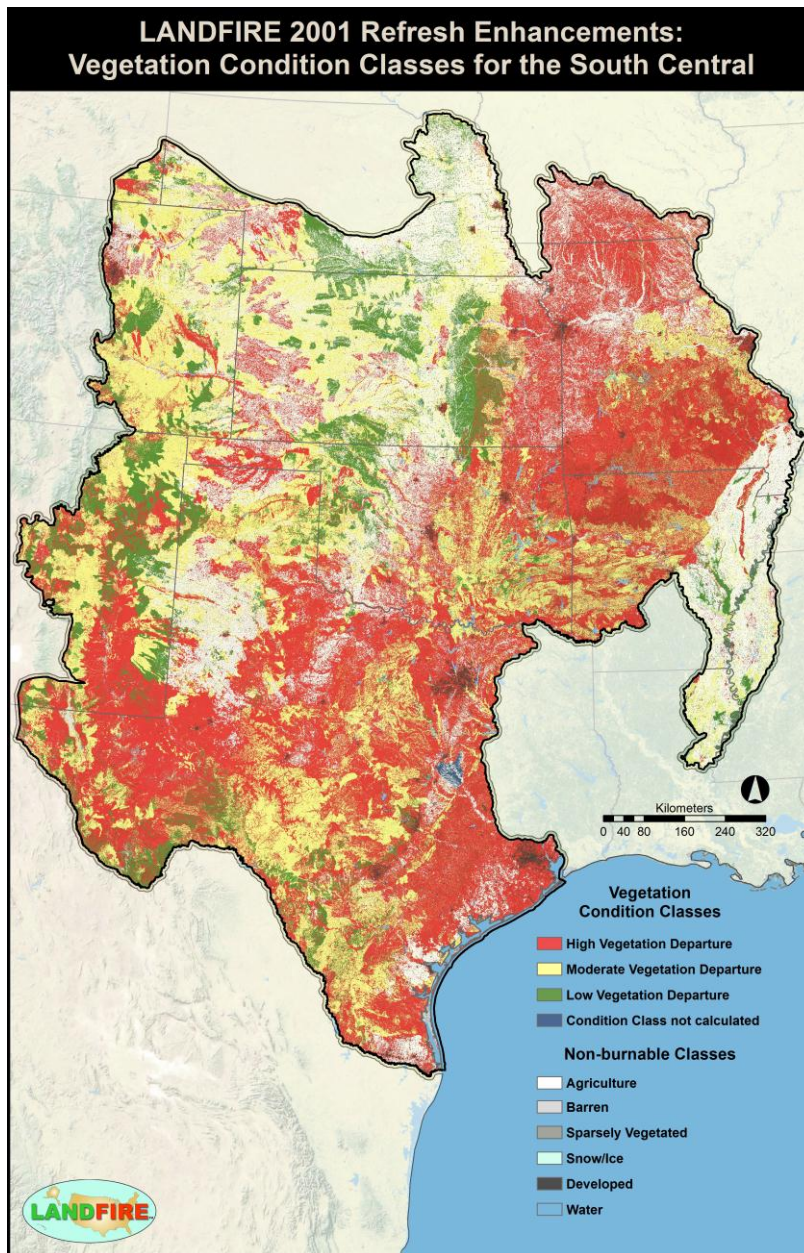 LANDFIRE 2001 Refresh Enhancements:
Vegetation Condition Classes for the South Central
Kilometers
0 40 80 160 240 320
Vegetation
Condition Classes
High Vegetation Departure
Moderate Vegetation Departure
Low Vegetation Departure
Condition Class not calculated
Non-burnable Classes
Agriculture
Barren
Sparsely Vegetated
Snow/Ice
Developed
Water
LANDFIRE